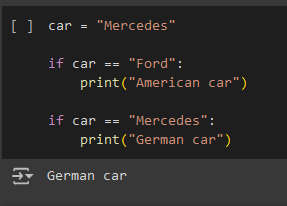 [ ] car = "Mercedes"
if car == "Ford":
    print("American car")
if car == "Mercedes":
    print("German car")
German car